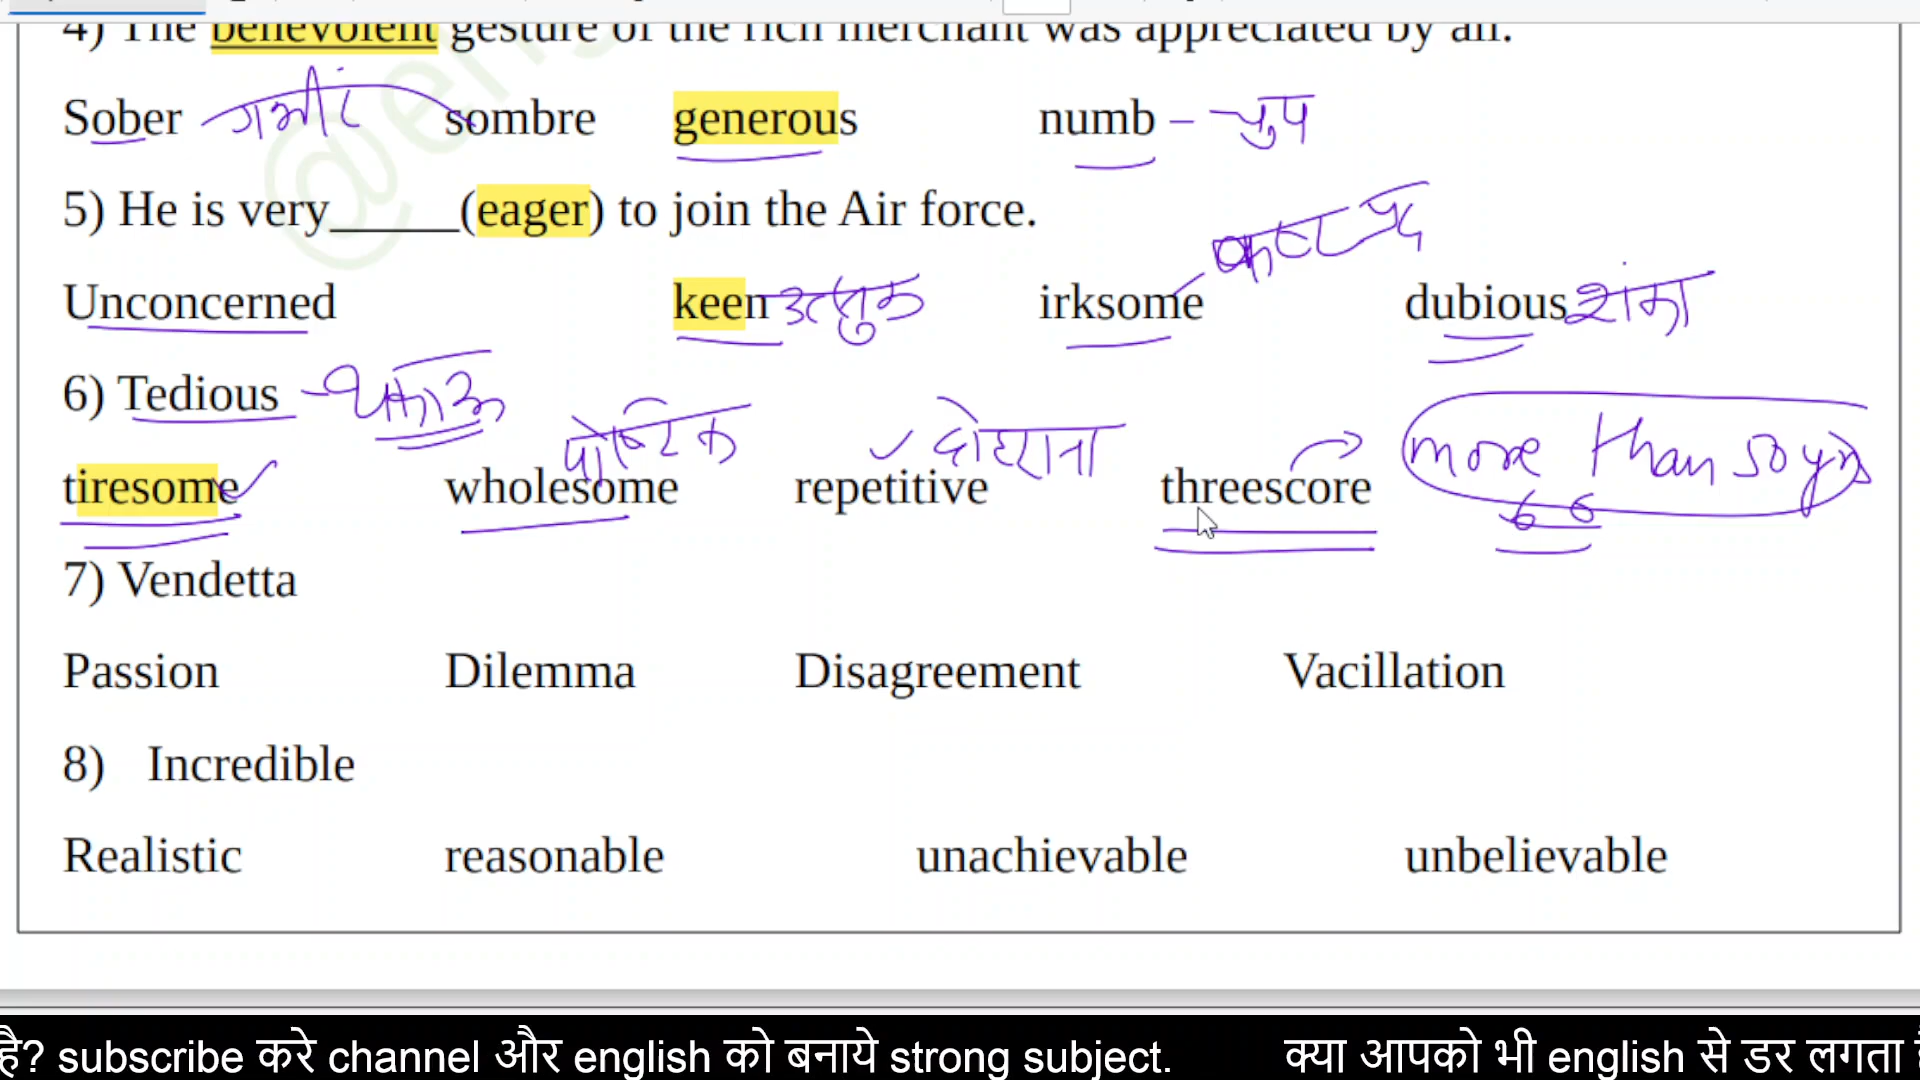 4) The benevolent gesture of the rich merchant was appreciated by all.
Sober गम्भीर sombre generous numb – चुप
5) He is very_____(eager) to join the Air force.
Unconcerned keen उत्सुक irksome कष्टप्रद dubious शंका
6) Tedious – थकाऊ
tiresome wholesome पौष्टिक repetitive दोहराना threescore more than 50 yrs
66
7) Vendetta
Passion Dilemma Disagreement Vacillation
8) Incredible
Realistic reasonable unachievable unbelievable
है? subscribe करे channel और english को बनाये strong subject. क्या आपको भी english से डर लगता